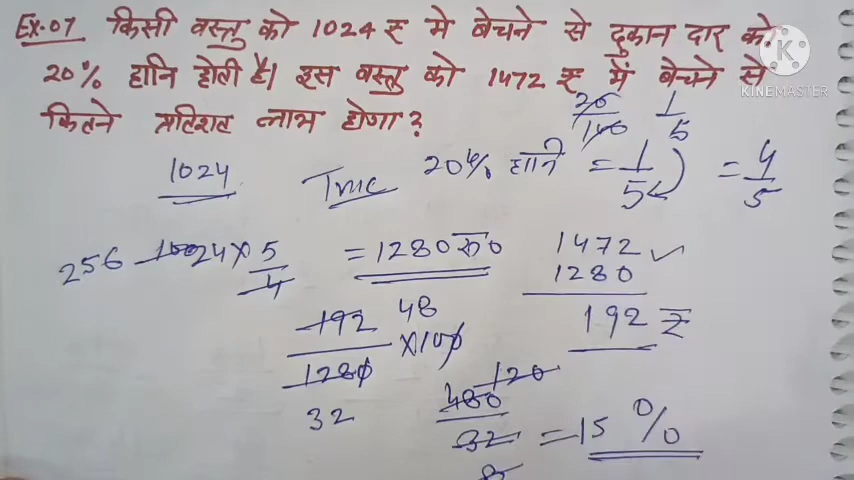 Ex.07 किसी वस्तु को 1024 ₹ मे बेचने से दुकान दार को
20% हानि होती है। इस वस्तु को 1472 ₹ में बेचने से
कितने प्रतिशत लाभ होगा?
KINEMASTER
20/100 1/5
1024
20% हानि = 1/5 = 4/5
256 1024 × 5/4 = 1280 रु0
1472
1280
192 ₹
192 48
1280 × 100
32
480 120
32 = 15 %
8